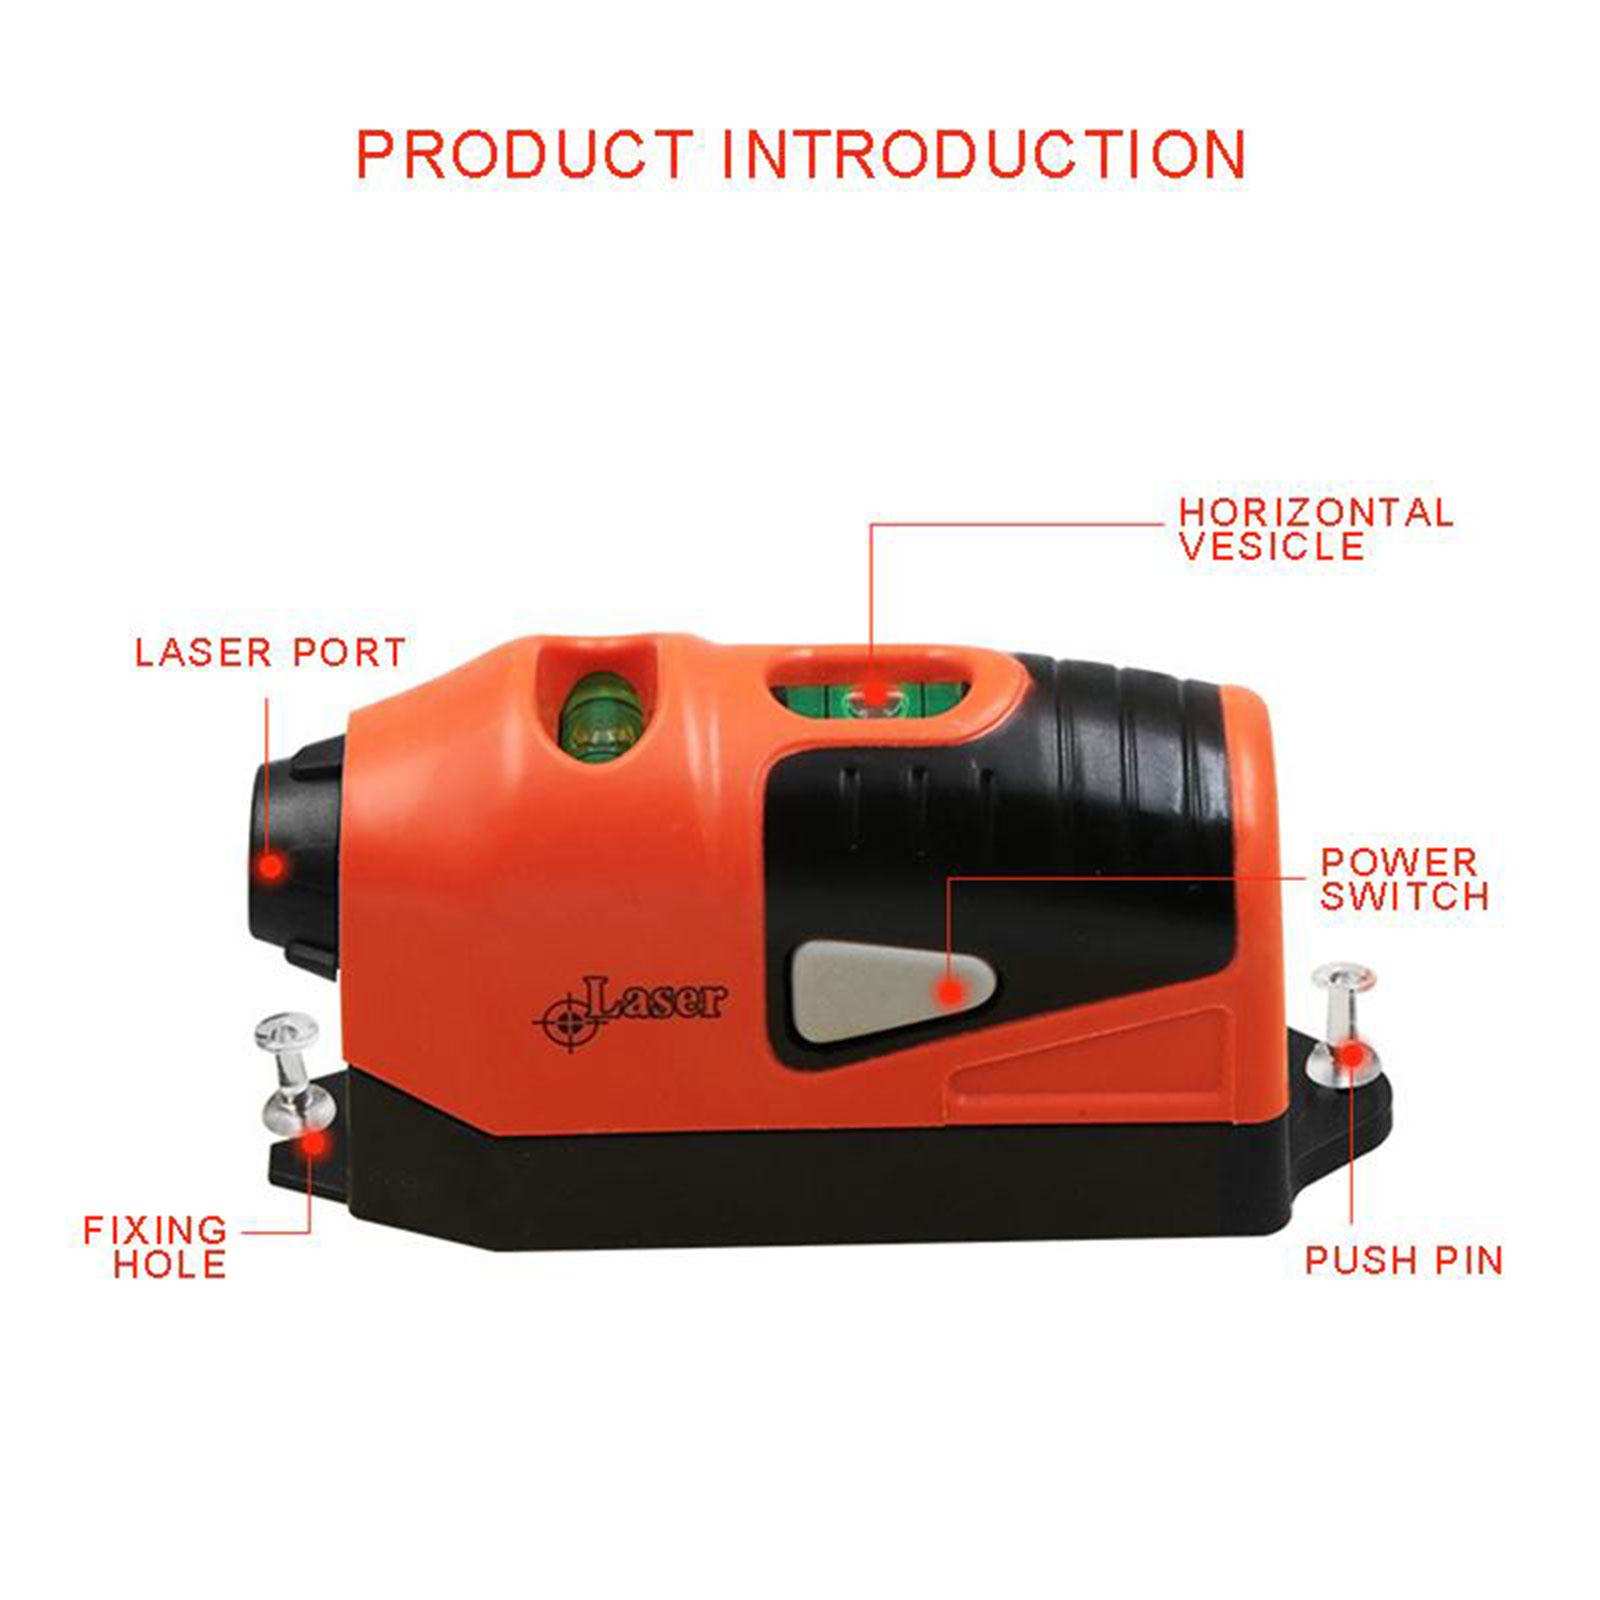 PRODUCT INTRODUCTION
HORIZONTAL
VESICLE
LASER PORT
POWER
SWITCH
Laser
FIXING
HOLE
PUSH PIN